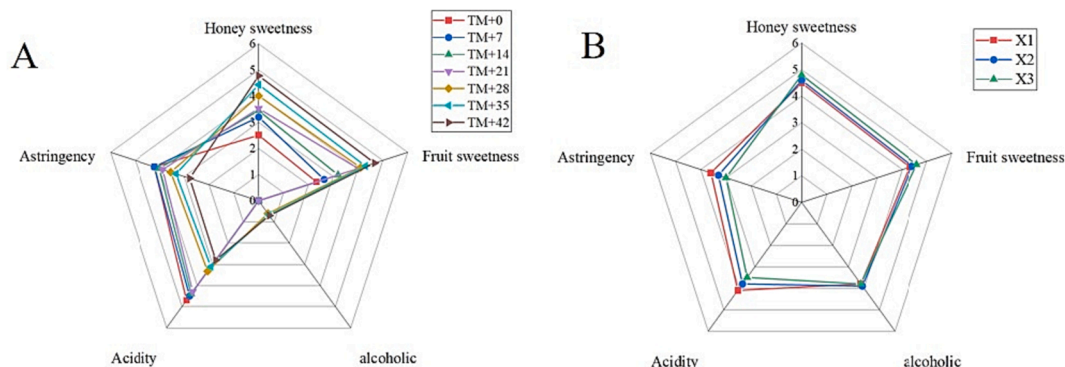 A
Honey sweetness
6
5
4
3
2
1
0
Fruit sweetness
alcoholic
Acidity
Astringency
TM+0
TM+7
TM+14
TM+21
TM+28
TM+35
TM+42
B
Honey sweetness
6
5
4
3
2
1
0
Fruit sweetness
alcoholic
Acidity
Astringency
X1
X2
X3